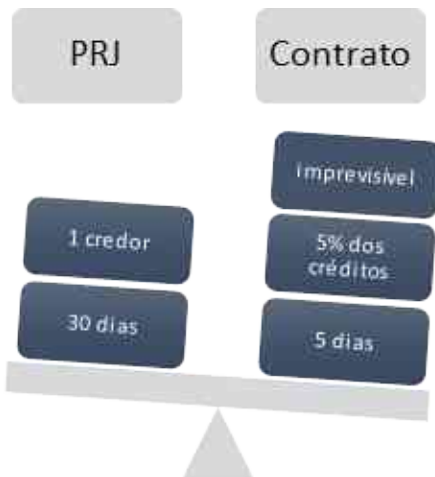 PRJ
Contrato
imprevisível
1 credor
5% dos
créditos
30 dias
5 dias